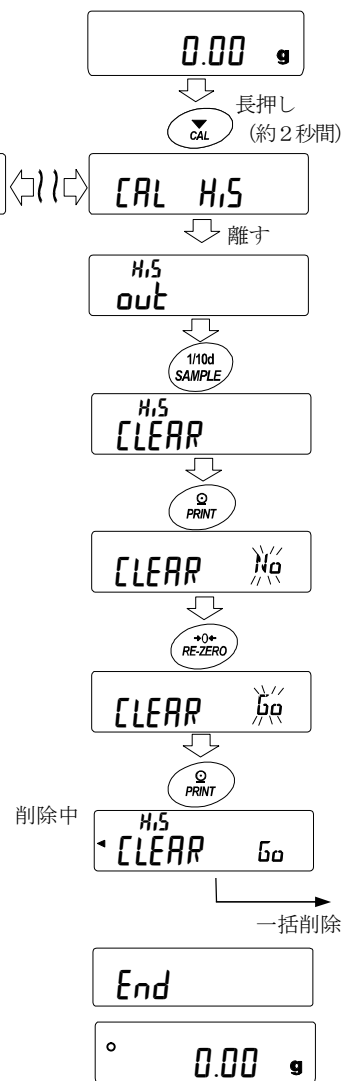 0.00 g
長押し
CAL
(約2秒間)
CAL HiS
離す
HiS
out
1/10d
SAMPLE
HiS
CLEAR
PRINT
CLEAR No
→0←
RE-ZERO
CLEAR Go
PRINT
削除中
HiS
CLEAR Go
一括削除
End
0.00 g